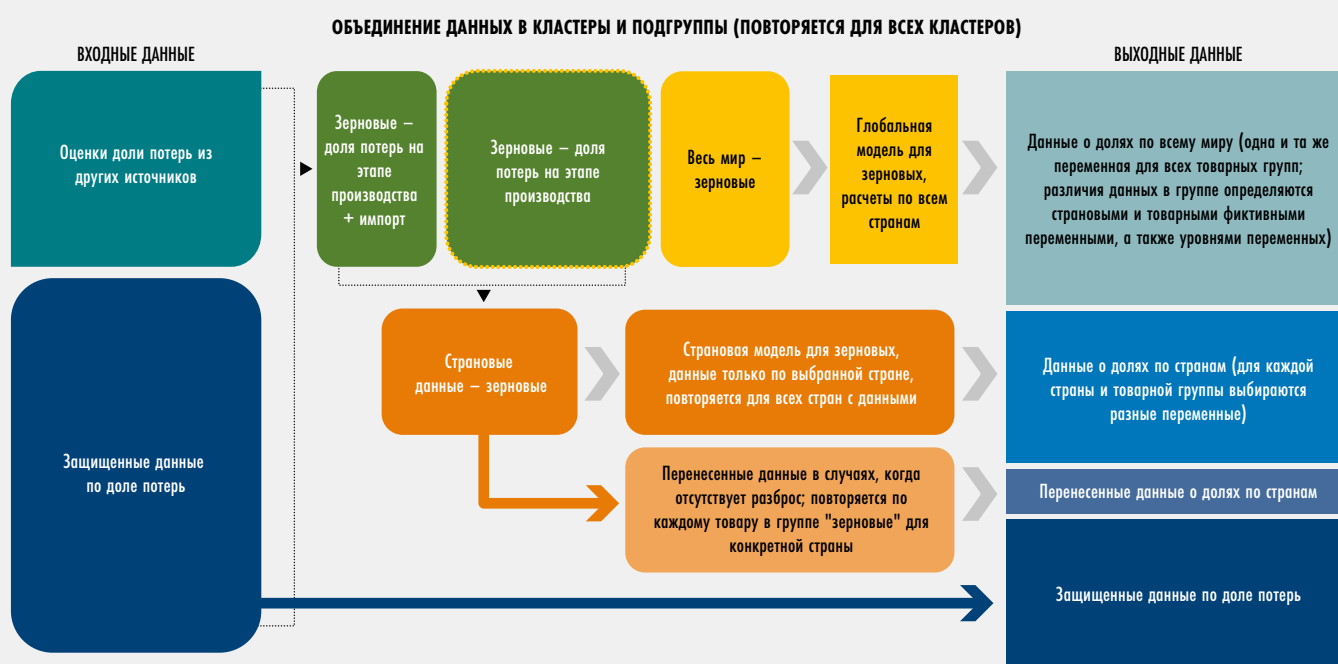 ОБЪЕДИНЕНИЕ ДАННЫХ В КЛАСТЕРЫ И ПОДГРУППЫ (ПОВТОРЯЕТСЯ ДЛЯ ВСЕХ КЛАСТЕРОВ)
ВХОДНЫЕ ДАННЫЕ
ВЫХОДНЫЕ ДАННЫЕ
Оценки доли потерь из
других источников
Зерновые –
доля потерь на
этапе
производства
+ импорт
Зерновые – доля
потерь на этапе
производства
Весь мир –
зерновые
Глобальная
модель для
зерновых,
расчеты по всем
странам
Данные о долях по всему миру (одна и та же
переменная для всех товарных групп;
различия данных в группе определяются
страновыми и товарными фиктивными
переменными, а также уровнями переменных)
Страновые
данные – зерновые
Страновая модель для зерновых,
данные только по выбранной стране,
повторяется для всех стран с данными
Данные о долях по странам (для каждой
страны и товарной группы выбираются
разные переменные)
Защищенные данные
по доле потерь
Перенесенные данные в случаях, когда
отсутствует разброс; повторяется по
каждому товару в группе "зерновые" для
конкретной страны
Перенесенные данные о долях по странам
Защищенные данные по доле потерь